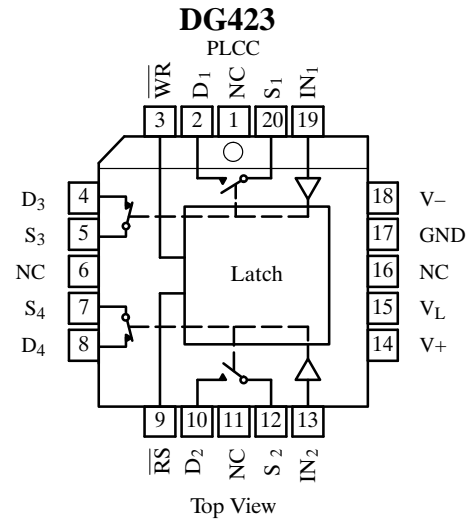 DG423
PLCC
WR D1 NC S1 IN1
3 2 1 20 19
D3 4 18 V–
S3 5 17 GND
NC 6 Latch 16 NC
S4 7 15 VL
D4 8 14 V+
9 10 11 12 13
RS D2 NC S2 IN2
Top View